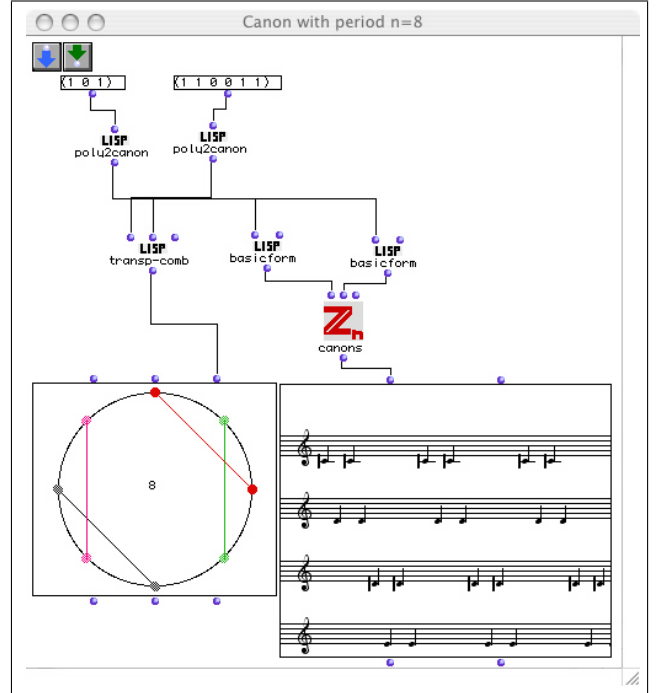 Canon with period n=8
(1 0 1)
(1 1 0 0 1 1)
LISP
poly2canon
LISP
poly2canon
LISP
transp-comb
LISP
basicform
LISP
basicform
Zn
canons
8